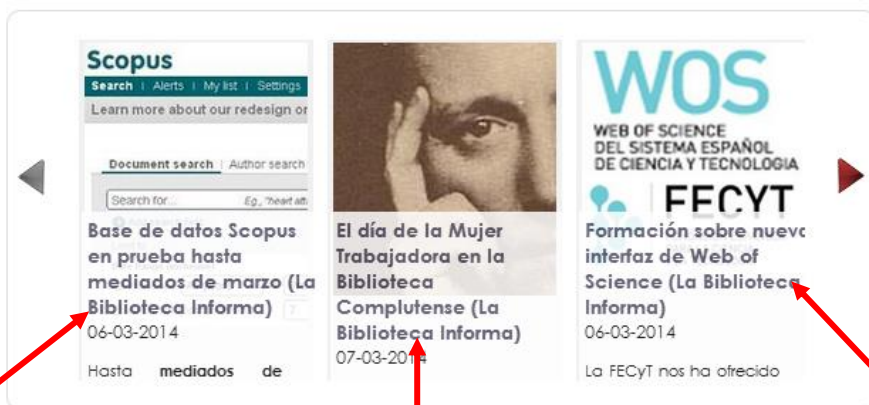 Scopus
Search | Alerts | My list | Settings
Learn more about our redesign or
Document search | Author search
Search for... Eg., "heart att
Base de datos Scopus
en prueba hasta
mediados de marzo (La
Biblioteca Informa)
06-03-2014
Hasta mediados de
El día de la Mujer
Trabajadora en la
Biblioteca
Complutense (La
Biblioteca Informa)
07-03-2014
WOS
WEB OF SCIENCE
DEL SISTEMA ESPAÑOL
DE CIENCIA Y TECNOLOGIA
FECYT
Formación sobre nueva
interfaz de Web of
Science (La Biblioteca
Informa)
06-03-2014
La FECyT nos ha ofrecido